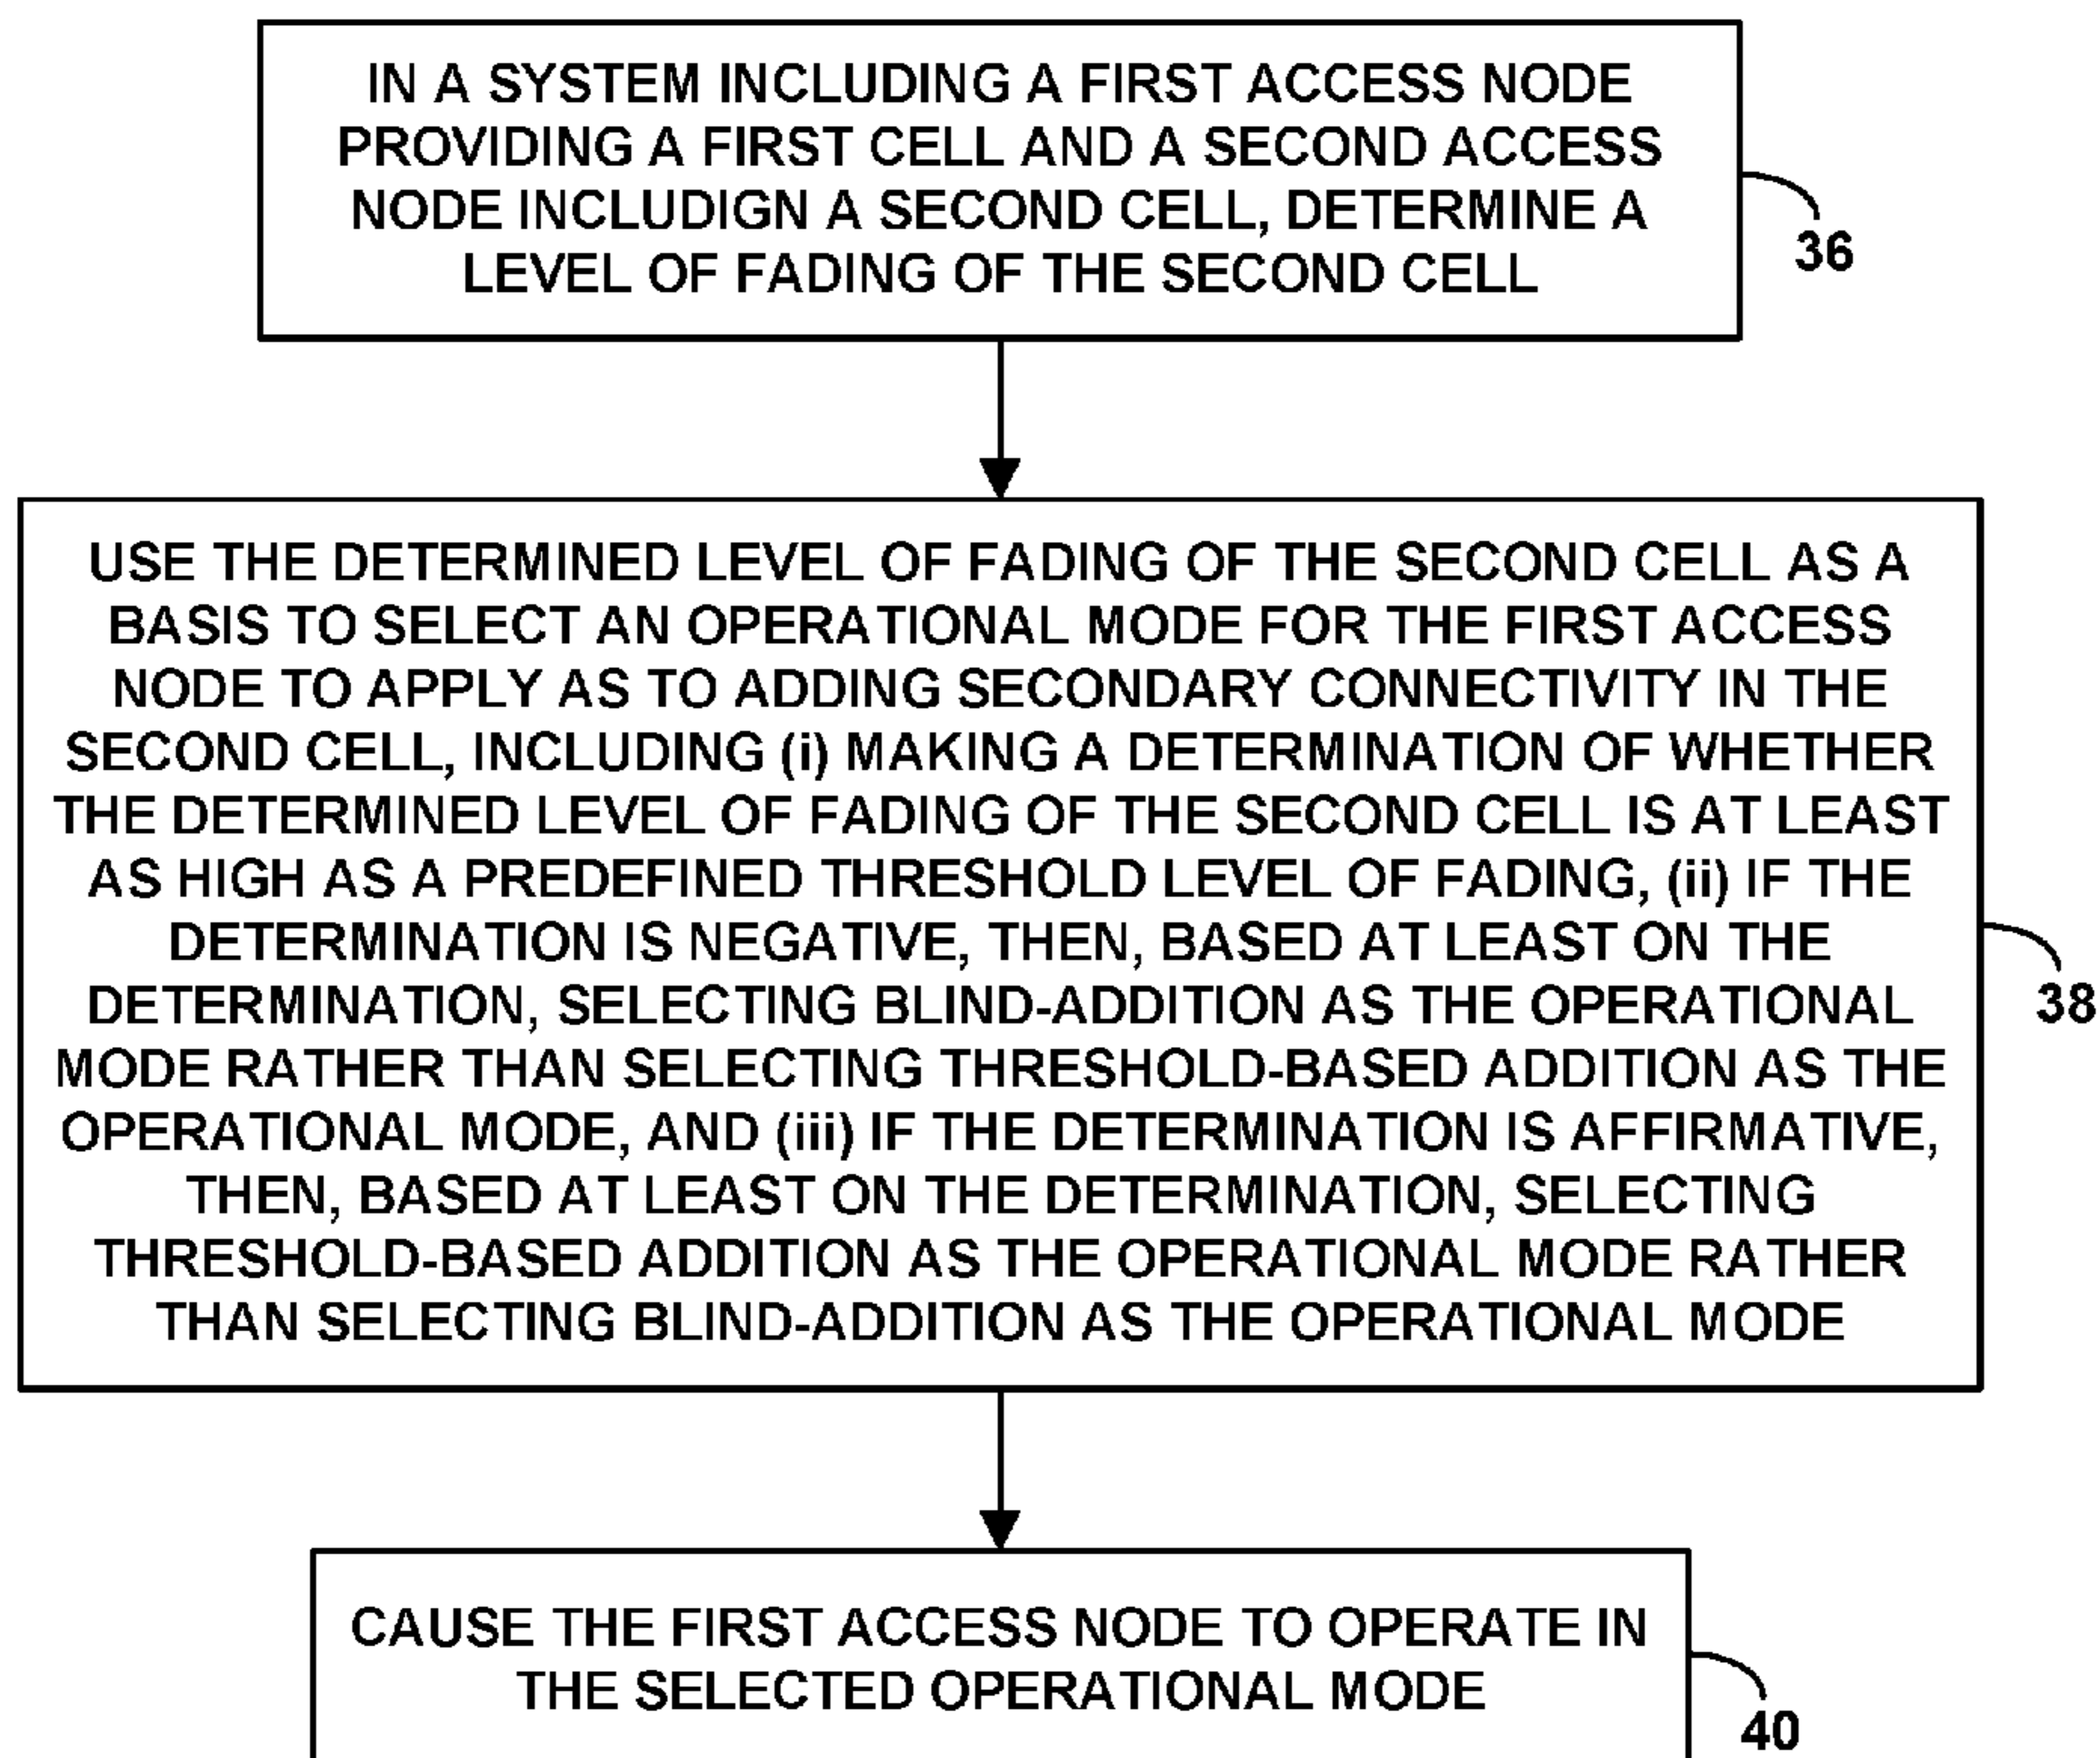 IN A SYSTEM INCLUDING A FIRST ACCESS NODE
PROVIDING A FIRST CELL AND A SECOND ACCESS
NODE INCLUDIGN A SECOND CELL, DETERMINE A
LEVEL OF FADING OF THE SECOND CELL
36
USE THE DETERMINED LEVEL OF FADING OF THE SECOND CELL AS A
BASIS TO SELECT AN OPERATIONAL MODE FOR THE FIRST ACCESS
NODE TO APPLY AS TO ADDING SECONDARY CONNECTIVITY IN THE
SECOND CELL, INCLUDING (i) MAKING A DETERMINATION OF WHETHER
THE DETERMINED LEVEL OF FADING OF THE SECOND CELL IS AT LEAST
AS HIGH AS A PREDEFINED THRESHOLD LEVEL OF FADING, (ii) IF THE
DETERMINATION IS NEGATIVE, THEN, BASED AT LEAST ON THE
DETERMINATION, SELECTING BLIND-ADDITION AS THE OPERATIONAL
MODE RATHER THAN SELECTING THRESHOLD-BASED ADDITION AS THE
OPERATIONAL MODE, AND (iii) IF THE DETERMINATION IS AFFIRMATIVE,
THEN, BASED AT LEAST ON THE DETERMINATION, SELECTING
THRESHOLD-BASED ADDITION AS THE OPERATIONAL MODE RATHER
THAN SELECTING BLIND-ADDITION AS THE OPERATIONAL MODE
38
CAUSE THE FIRST ACCESS NODE TO OPERATE IN
THE SELECTED OPERATIONAL MODE
40